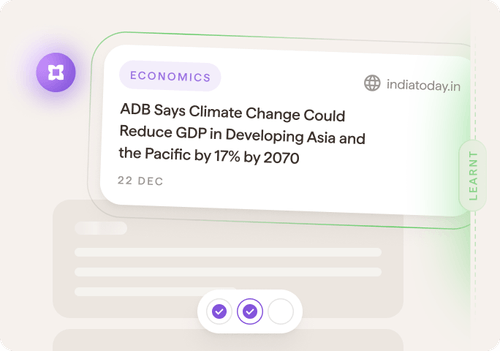 ECONOMICS
indiatoday.in
ADB Says Climate Change Could
Reduce GDP in Developing Asia and
the Pacific by 17% by 2070
22 DEC
LEARNT